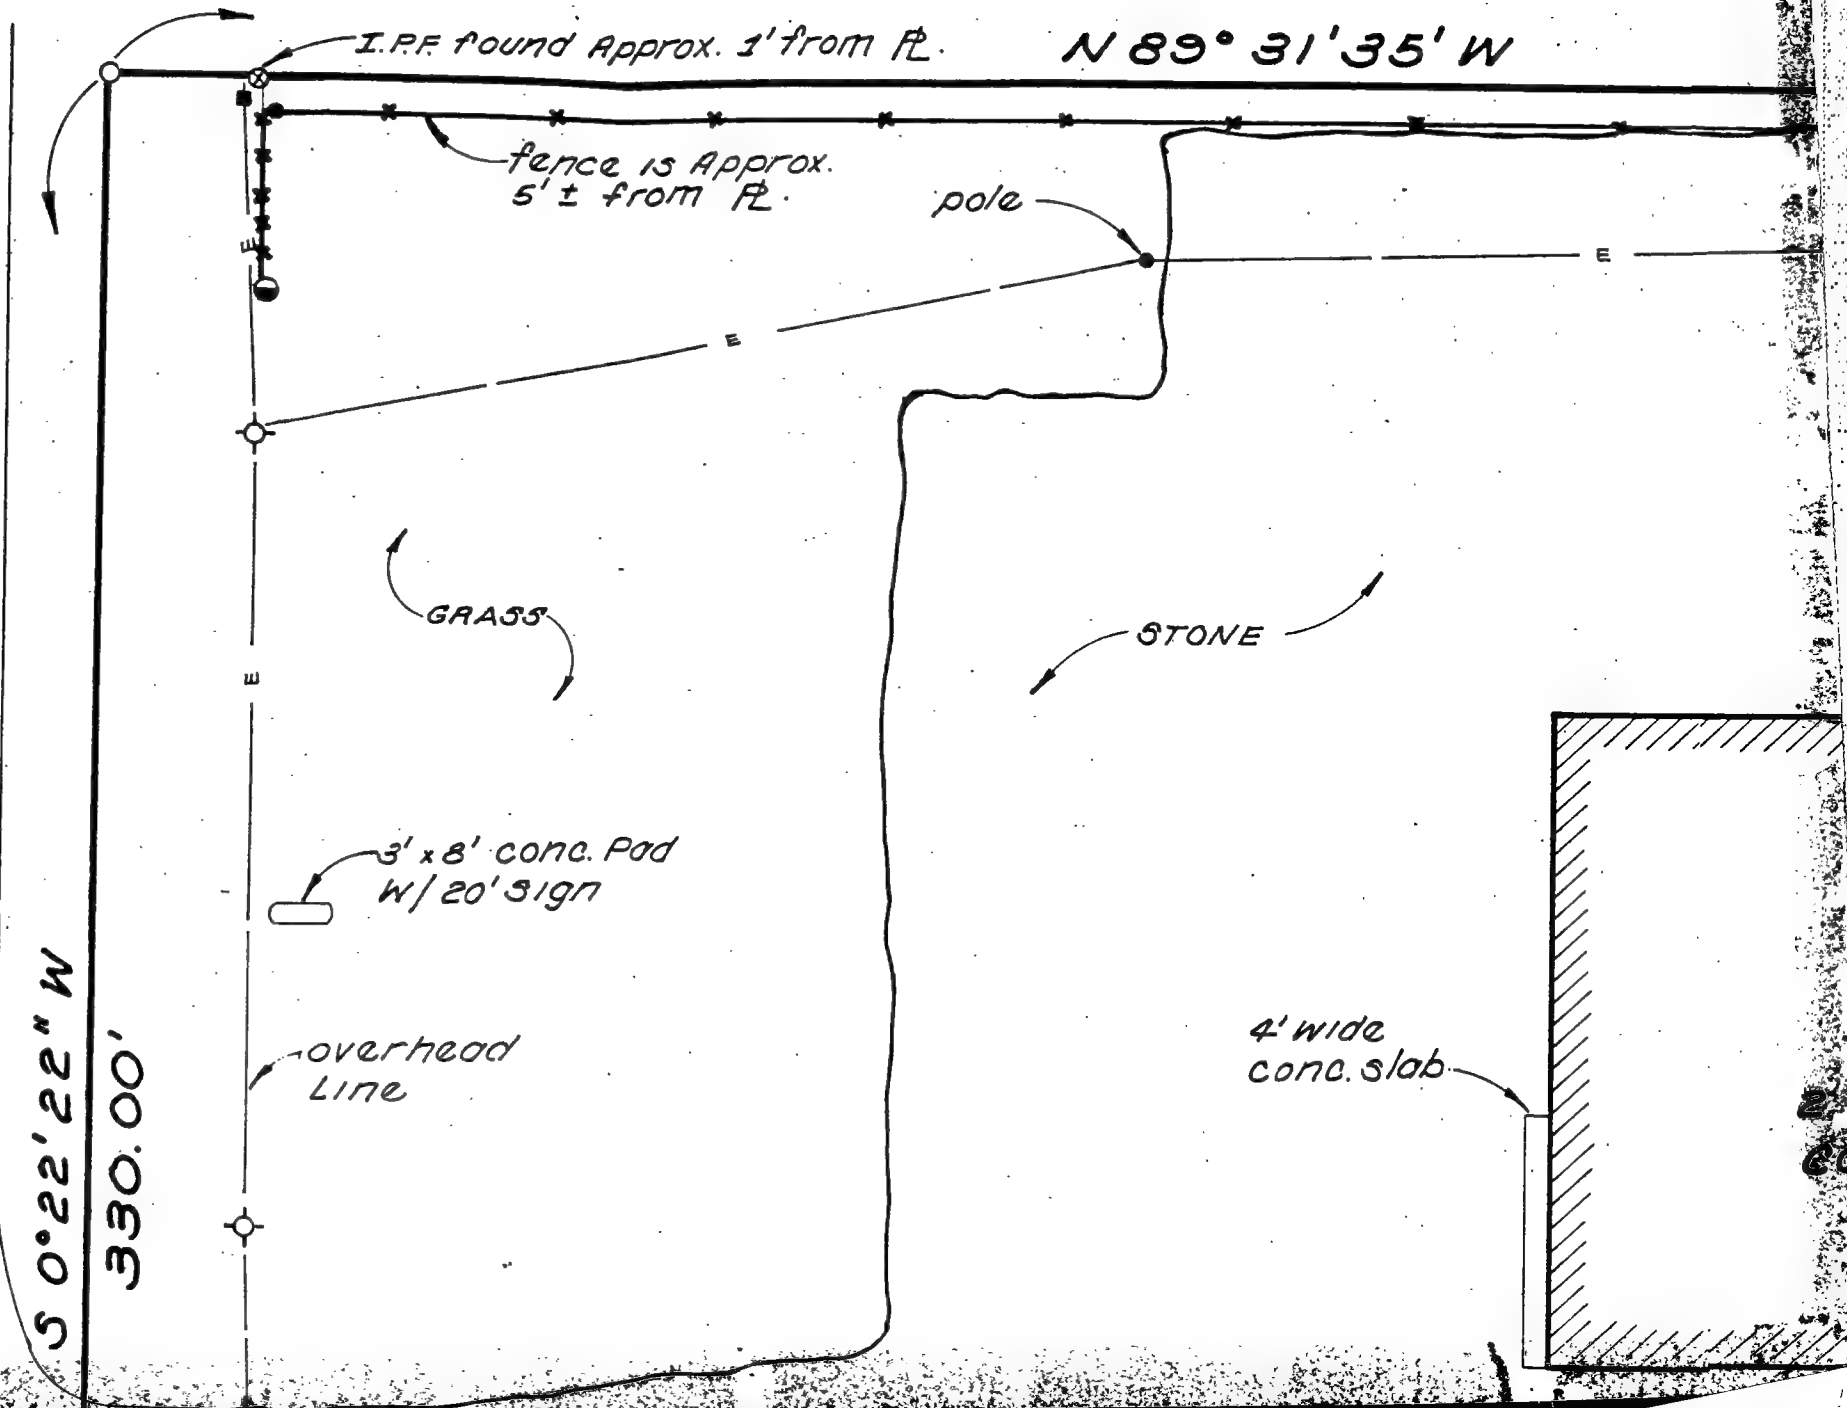 I.P.F. found Approx. 1' from PL.
N 89° 31' 35' W
fence is Approx.
5' ± from PL.
pole
E
E
E
GRASS
STONE
E
3' x 8' conc. Pad
W/ 20' Sign
overhead
Line
4' wide
conc. slab
S 0° 22' 22" W
330.00'